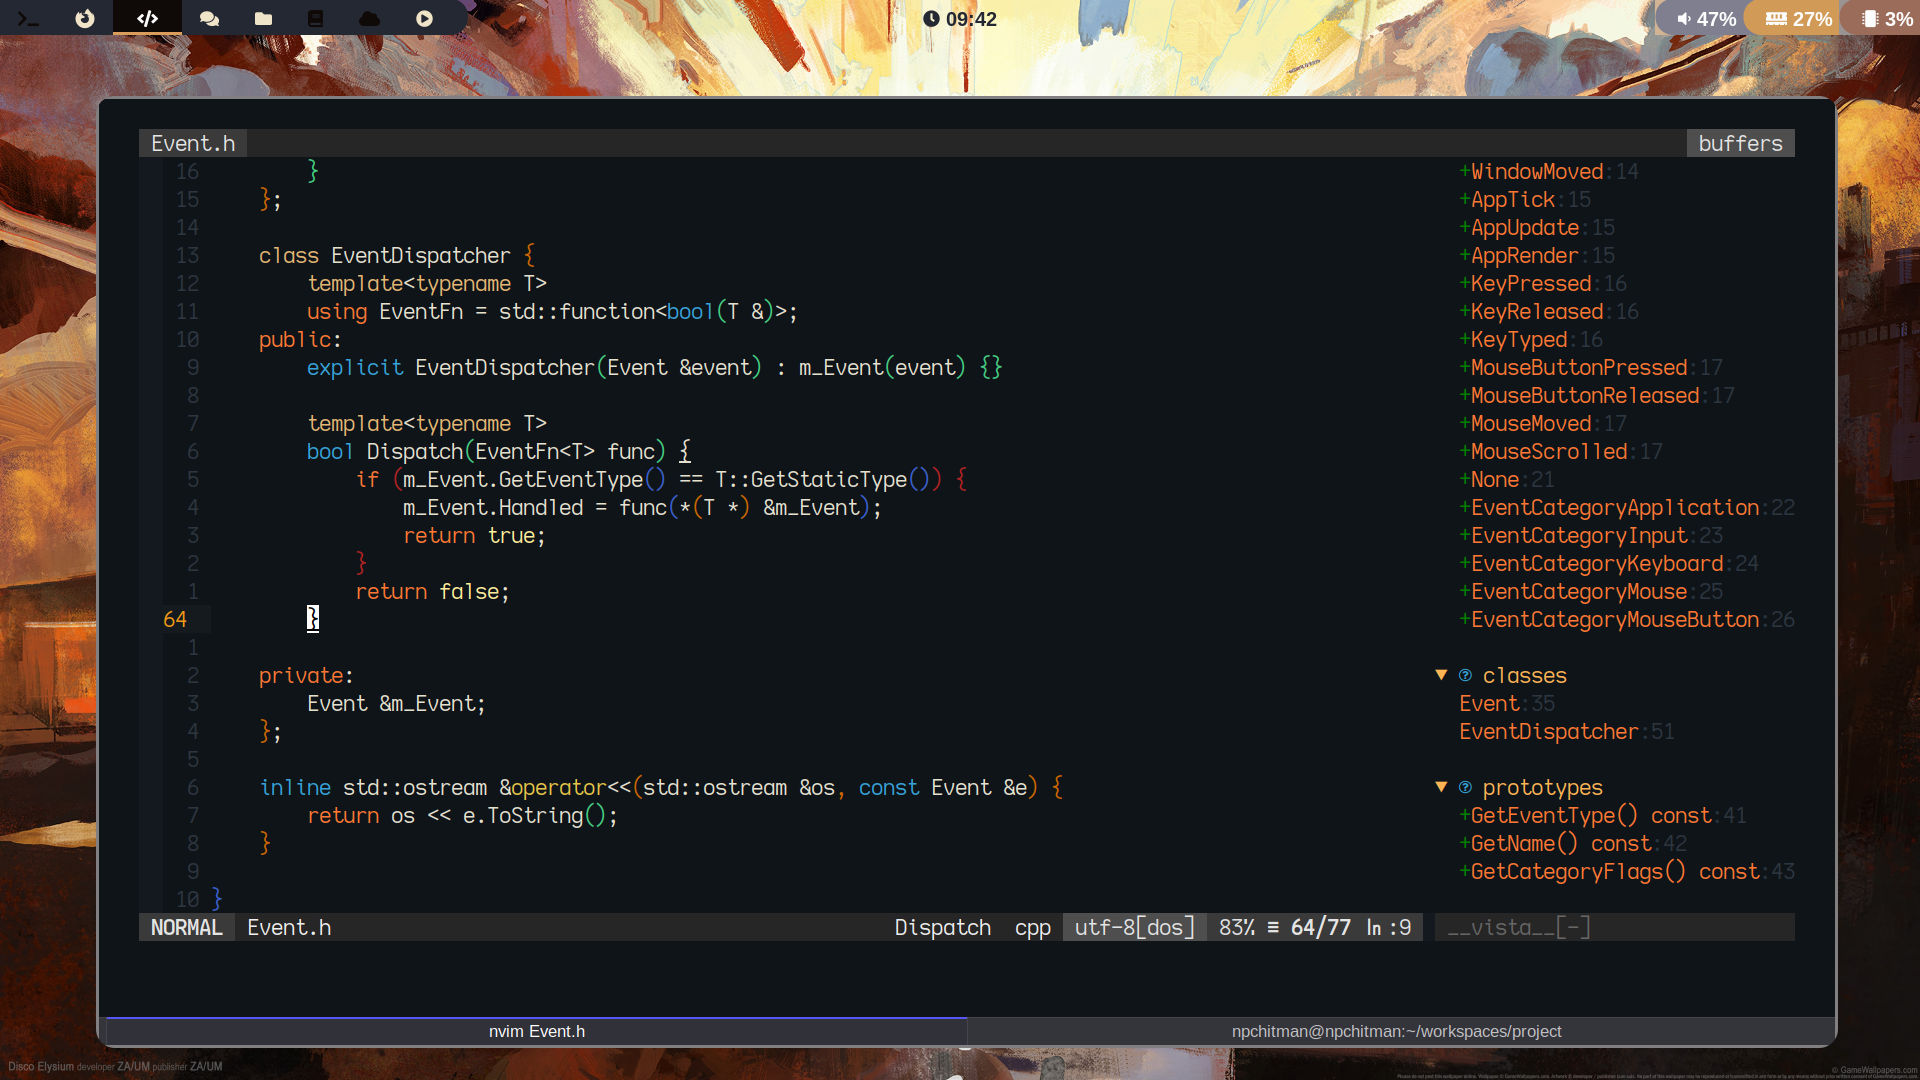 09:42
47%
27%
3%
Event.h
buffers
16 }
15 };
14
13 class EventDispatcher {
12 template<typename T>
11 using EventFn = std::function<bool(T &)>;
10 public:
9 explicit EventDispatcher(Event &event) : m_Event(event) {}
8
7 template<typename T>
6 bool Dispatch(EventFn<T> func) {
5 if (m_Event.GetEventType() == T::GetStaticType()) {
4 m_Event.Handled = func(*(T *) &m_Event);
3 return true;
2 }
1 return false;
64 }
1
2 private:
3 Event &m_Event;
4 };
5
6 inline std::ostream &operator<<(std::ostream &os, const Event &e) {
7 return os << e.ToString();
8 }
9
10 }
+WindowMoved:14
+AppTick:15
+AppUpdate:15
+AppRender:15
+KeyPressed:16
+KeyReleased:16
+KeyTyped:16
+MouseButtonPressed:17
+MouseButtonReleased:17
+MouseMoved:17
+MouseScrolled:17
+None:21
+EventCategoryApplication:22
+EventCategoryInput:23
+EventCategoryKeyboard:24
+EventCategoryMouse:25
+EventCategoryMouseButton:26
▼ classes
Event:35
EventDispatcher:51
▼ prototypes
+GetEventType() const:41
+GetName() const:42
+GetCategoryFlags() const:43
NORMAL Event.h Dispatch cpp utf-8[dos] 83% ≡ 64/77 ln :9
__vista__[-]
nvim Event.h
npchitman@npchitman:~/workspaces/project
Disco Elysium developer ZA/UM publisher ZA/UM
© GameWallpapers.com